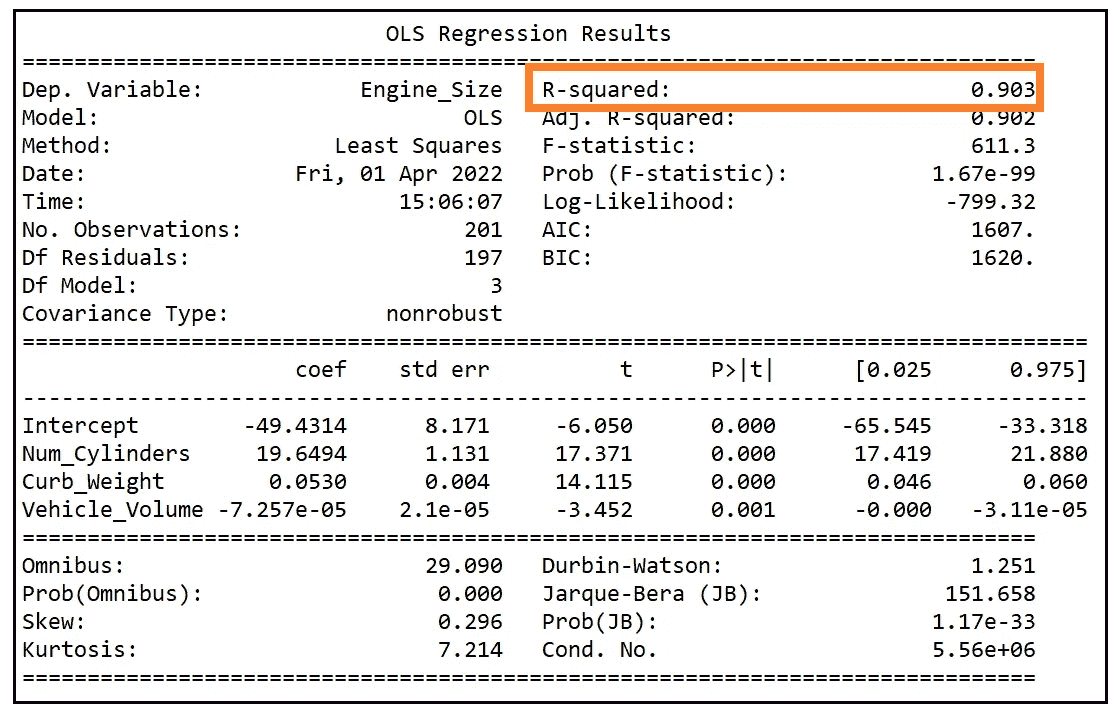 OLS Regression Results
==============================================================================
Dep. Variable: Engine_Size R-squared: 0.903
Model: OLS Adj. R-squared: 0.902
Method: Least Squares F-statistic: 611.3
Date: Fri, 01 Apr 2022 Prob (F-statistic): 1.67e-99
Time: 15:06:07 Log-Likelihood: -799.32
No. Observations: 201 AIC: 1607.
Df Residuals: 197 BIC: 1620.
Df Model: 3
Covariance Type: nonrobust
==================================================================================
coef std err t P>|t| [0.025 0.975]
----------------------------------------------------------------------------------
Intercept -49.4314 8.171 -6.050 0.000 -65.545 -33.318
Num_Cylinders 19.6494 1.131 17.371 0.000 17.419 21.880
Curb_Weight 0.0530 0.004 14.115 0.000 0.046 0.060
Vehicle_Volume -7.257e-05 2.1e-05 -3.452 0.001 -0.000 -3.11e-05
==============================================================================
Omnibus: 29.090 Durbin-Watson: 1.251
Prob(Omnibus): 0.000 Jarque-Bera (JB): 151.658
Skew: 0.296 Prob(JB): 1.17e-33
Kurtosis: 7.214 Cond. No. 5.56e+06
==============================================================================